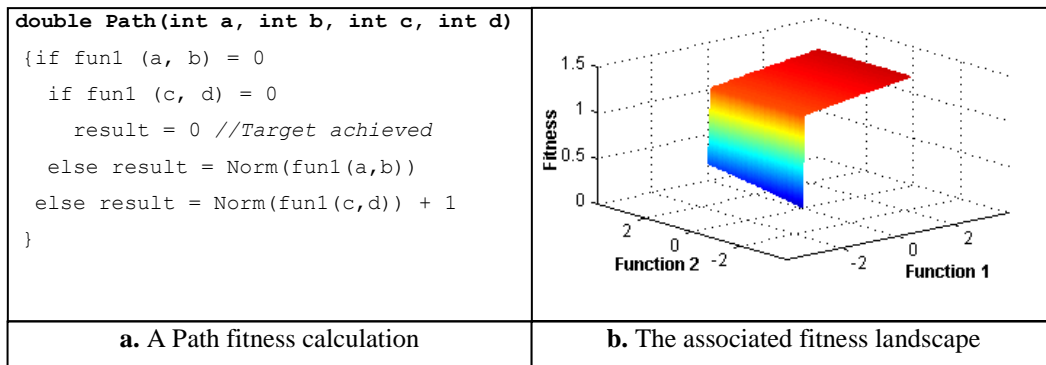 double Path(int a, int b, int c, int d)
{if fun1 (a, b) = 0
if fun1 (c, d) = 0
result = 0 //Target achieved
else result = Norm(fun1(a,b))
else result = Norm(fun1(c,d)) + 1
}
1.5
1
0.5
0
Fitness
2
0
-2
Function 2
-2
0
2
Function 1
a. A Path fitness calculation
b. The associated fitness landscape